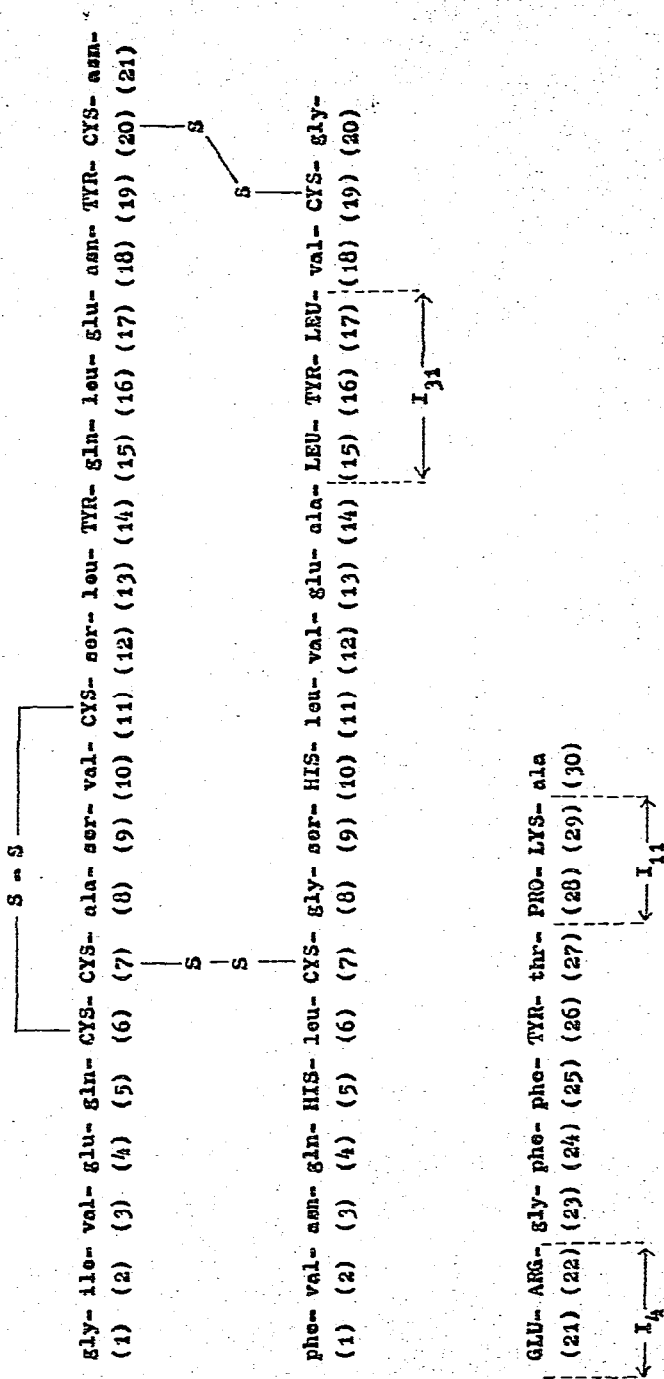 S - S
gly- ile- val- glu- gln- CYS- CYS- ala- ser- val- CYS- ser- leu- TYR- gln- leu- glu- asn- TYR- CYS- asn-
(1) (2) (3) (4) (5) (6) (7) (8) (9) (10) (11) (12) (13) (14) (15) (16) (17) (18) (19) (20) (21)
S - S
S
S
phe- val- asn- gln- HIS- leu- CYS- gly- ser- HIS- leu- val- glu- ala- LEU- TYR- LEU- val- CYS- gly-
(1) (2) (3) (4) (5) (6) (7) (8) (9) (10) (11) (12) (13) (14) (15) (16) (17) (18) (19) (20)
I31
GLU- ARG- gly- phe- phe- TYR- thr- PRO- LYS- ala
(21) (22) (23) (24) (25) (26) (27) (28) (29) (30)
I4
I11